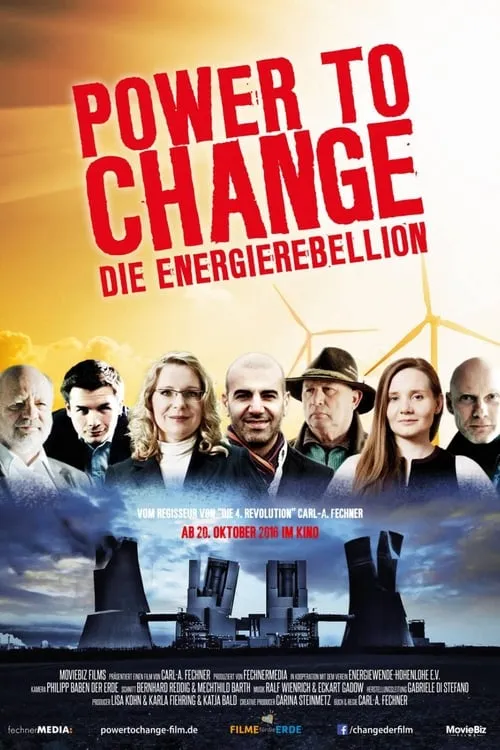 POWER TO
CHANGE
DIE ENERGIEREBELLION
VOM REGISSEUR VON "DIE 4. REVOLUTION" CARL-A. FECHNER
AB 20. OKTOBER 2016 IM KINO
MOVIEBIZ FILMS PRÄSENTIERT EINEN FILM VON CARL-A. FECHNER PRODUZIERT VON FECHNERMEDIA IN KOOPERATION MIT DEM VEREIN ENERGIEWENDE-HOHENLOHE E.V.
KAMERA PHILIPP BADEN DER ERDE SCHNITT BERNHARD REDDIG & MECHTHILD BARTH MUSIK RALF WIENRICH & ECKART GADOW HERSTELLUNGSLEITUNG GABRIELE DI STEFANO
PRODUCER LISA KOHN & KARLA FIEHRING & KATJA BALD CREATIVE PRODUCER CARINA STEINMETZ BUCH & REGIE CARL-A. FECHNER
fechnerMEDIA: powertochange-film.de FILME für die ERDE /changederfilm MovieBiz
FILMS